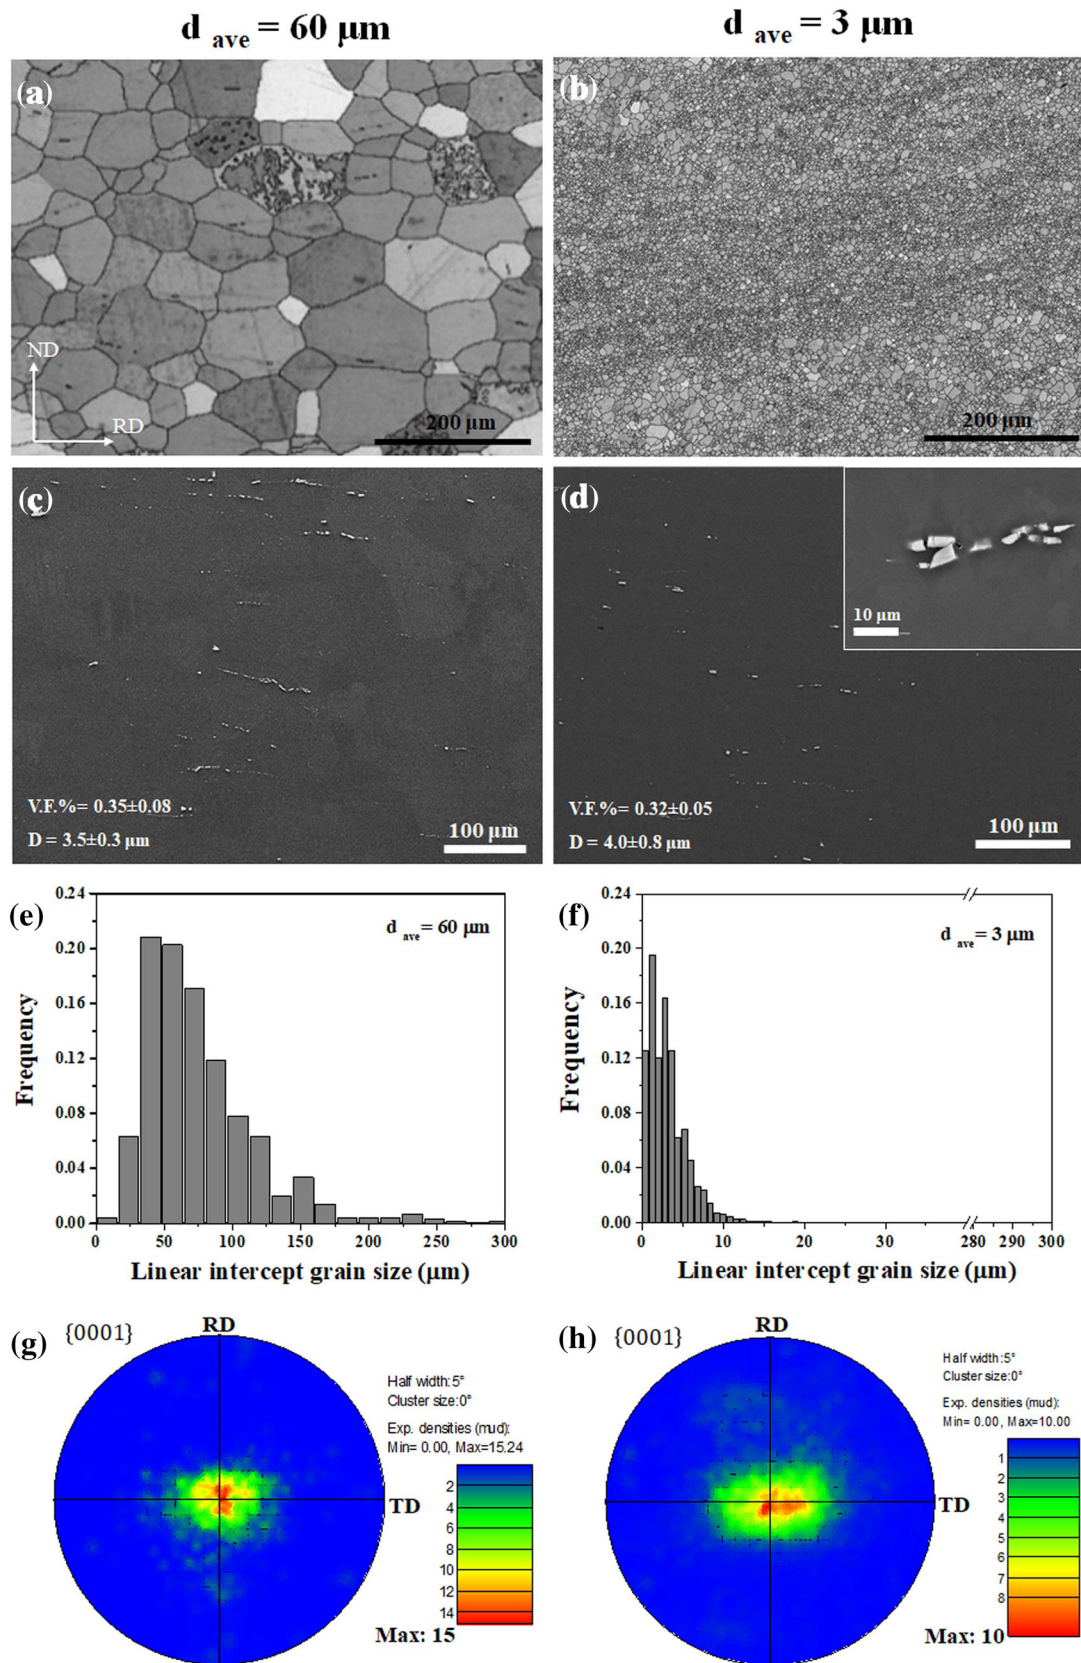 d ave = 60 μm
d ave = 3 μm
(a)
ND
RD
200 μm
(b)
200 μm
(c)
V.F.%= 0.35±0.08
D = 3.5±0.3 μm
100 μm
(d)
10 μm
V.F.%= 0.32±0.05
D = 4.0±0.8 μm
100 μm
(e)
d ave = 60 μm
Frequency
0.24
0.20
0.16
0.12
0.08
0.04
0.00
0 50 100 150 200 250 300
Linear intercept grain size (μm)
(f)
d ave = 3 μm
Frequency
0.24
0.20
0.16
0.12
0.08
0.04
0.00
0 10 20 30 280 290 300
Linear intercept grain size (μm)
(g)
{0001}
RD
TD
Half width:5°
Cluster size:0°
Exp. densities (mud):
Min= 0.00, Max=15.24
2
4
6
8
10
12
14
Max: 15
(h)
{0001}
RD
TD
Half width:5°
Cluster size:0°
Exp. densities (mud):
Min= 0.00, Max=10.00
1
2
3
4
5
6
7
8
Max: 10